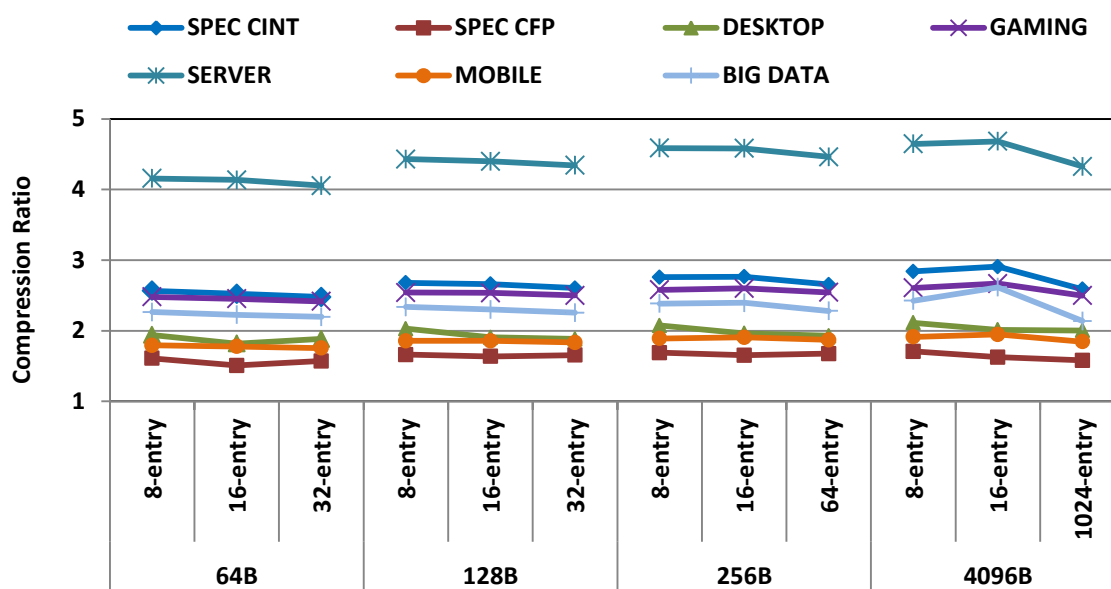 SPEC CINT SPEC CFP DESKTOP GAMING
SERVER MOBILE BIG DATA
Compression Ratio
5
4
3
2
1
8-entry 16-entry 32-entry 8-entry 16-entry 32-entry 8-entry 16-entry 64-entry 8-entry 16-entry 1024-entry
64B 128B 256B 4096B